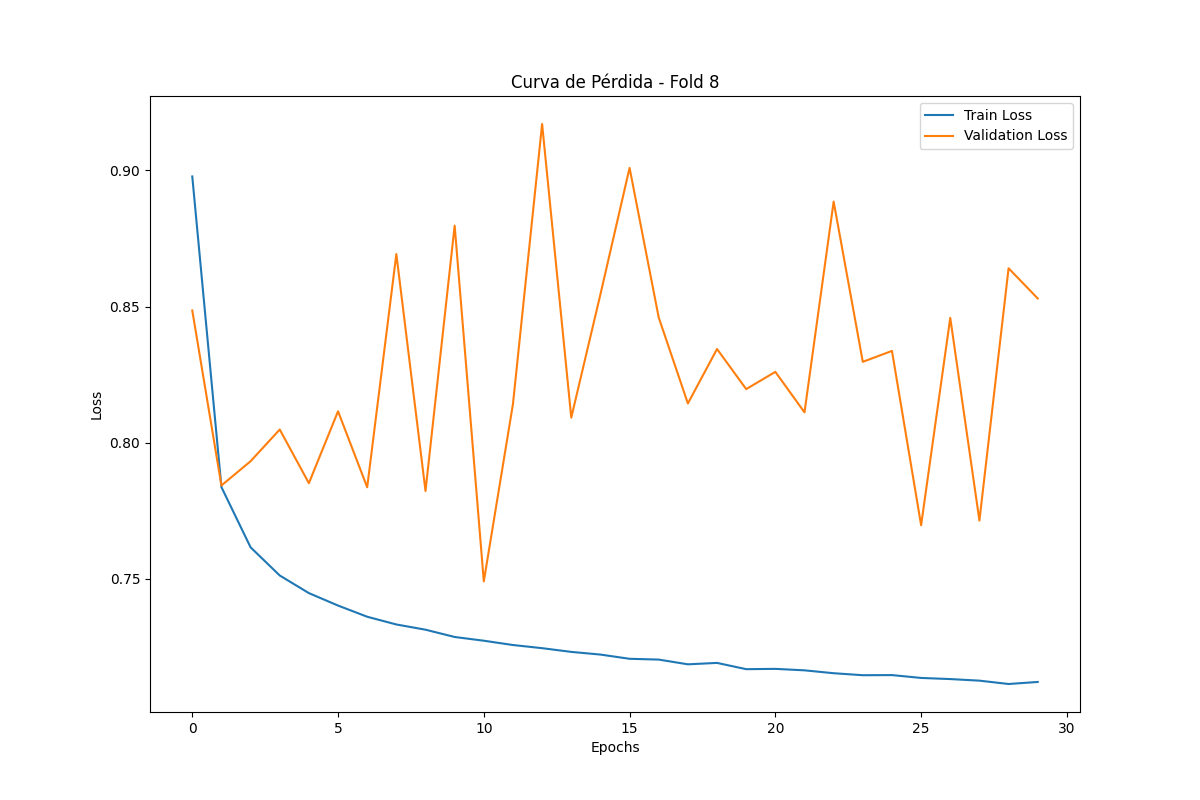 Curva de Pérdida - Fold 8
Train Loss
Validation Loss
0.90
0.85
0.80
0.75
Loss
0 5 10 15 20 25 30
Epochs